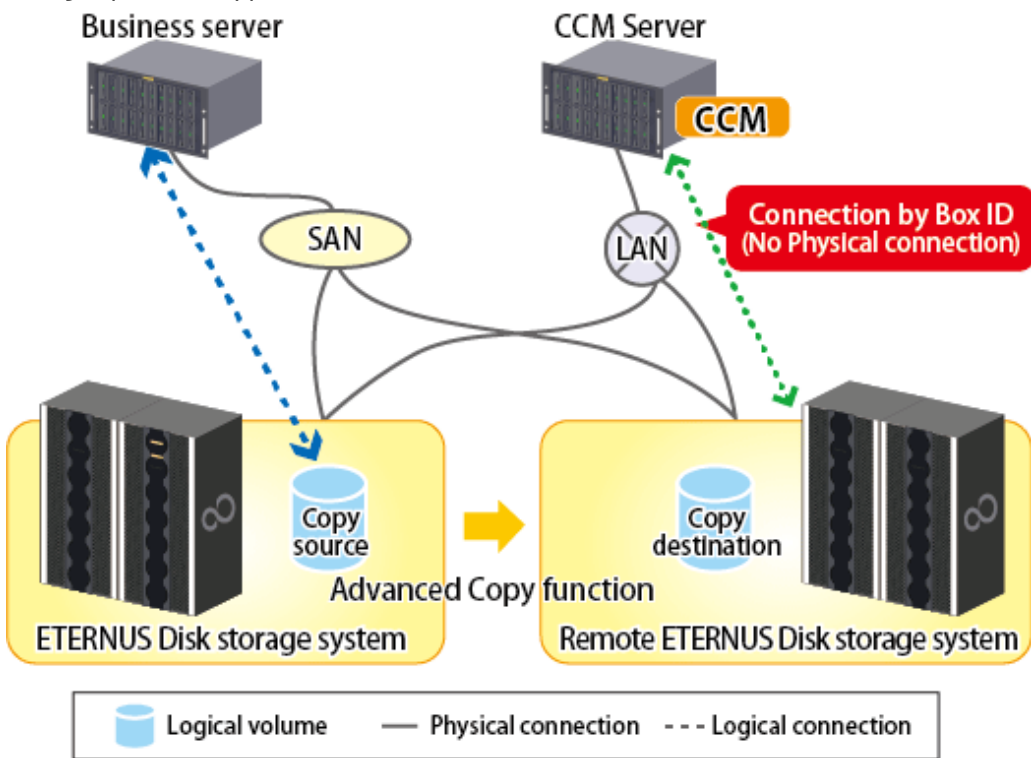 Business server
CCM Server
CCM
SAN
LAN
Connection by Box ID
(No Physical connection)
Copy
source
Copy
destination
Advanced Copy function
ETERNUS Disk storage system
Remote ETERNUS Disk storage system
Logical volume
Physical connection
Logical connection